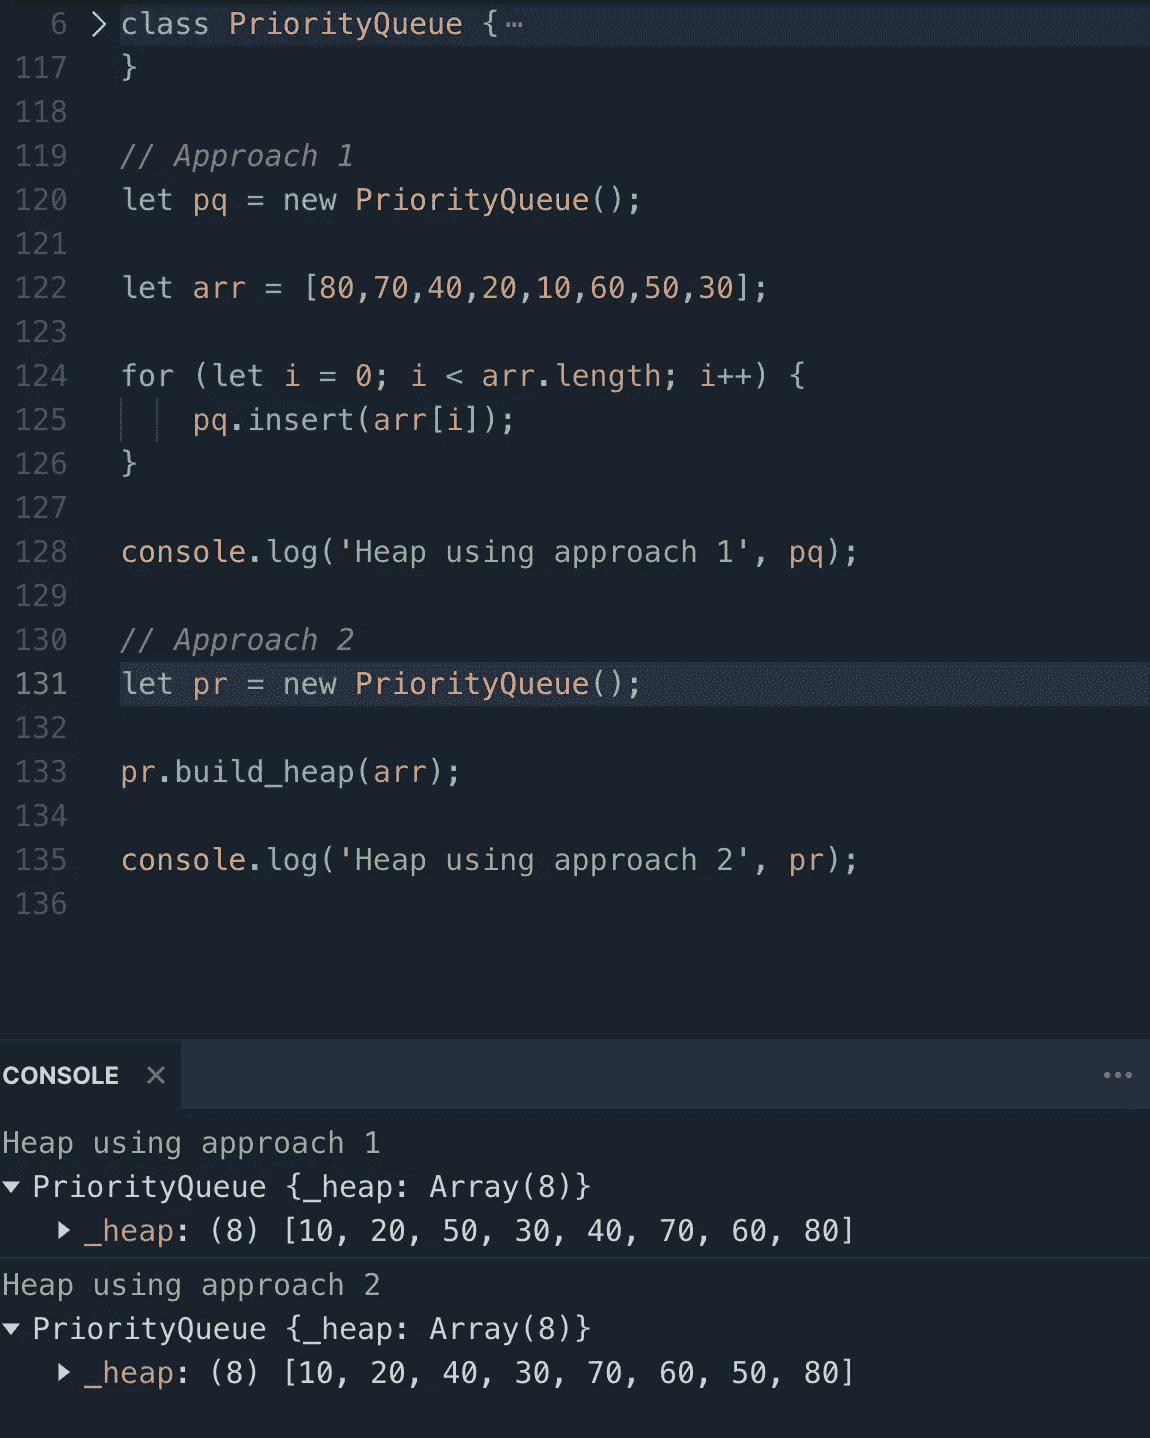 6 > class PriorityQueue {⋯
117 }
118
119 // Approach 1
120 let pq = new PriorityQueue();
121
122 let arr = [80,70,40,20,10,60,50,30];
123
124 for (let i = 0; i < arr.length; i++) {
125     pq.insert(arr[i]);
126 }
127
128 console.log('Heap using approach 1', pq);
129
130 // Approach 2
131 let pr = new PriorityQueue();
132
133 pr.build_heap(arr);
134
135 console.log('Heap using approach 2', pr);
136
CONSOLE × ···
Heap using approach 1
▼ PriorityQueue {_heap: Array(8)}
▶ _heap: (8) [10, 20, 50, 30, 40, 70, 60, 80]
Heap using approach 2
▼ PriorityQueue {_heap: Array(8)}
▶ _heap: (8) [10, 20, 40, 30, 70, 60, 50, 80]